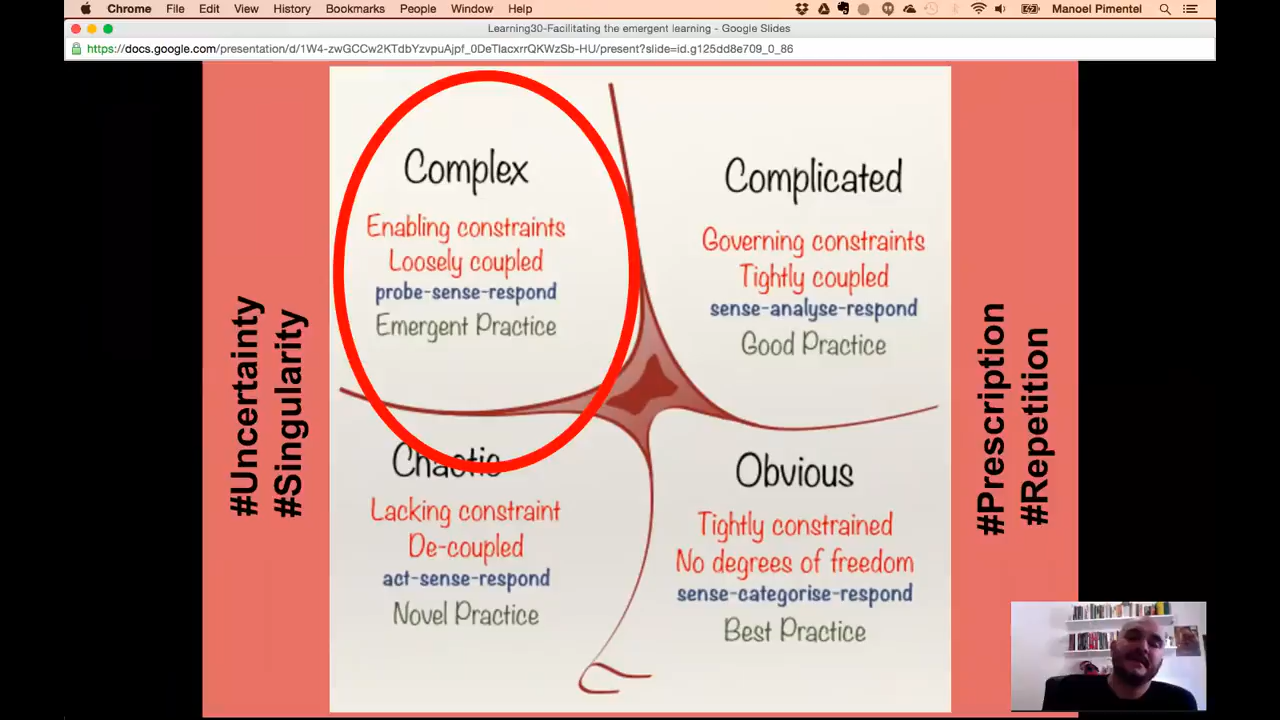 Chrome File Edit View History Bookmarks People Window Help Manoel Pimentel
Learning30-Facilitating the emergent learning - Google Slides
https://docs.google.com/presentation/d/1W4-zwGCCw2KTdbYzvpuAjpf_0DeTlacxrrQKWzSb-HU/present?slide=id.g125dd8e709_0_86
#Uncertainty
#Singularity
Complex
Enabling constraints
Loosely coupled
probe-sense-respond
Emergent Practice
Complicated
Governing constraints
Tightly coupled
sense-analyse-respond
Good Practice
Chaotic
Lacking constraint
De-coupled
act-sense-respond
Novel Practice
Obvious
Tightly constrained
No degrees of freedom
sense-categorise-respond
Best Practice
#Prescription
#Repetition